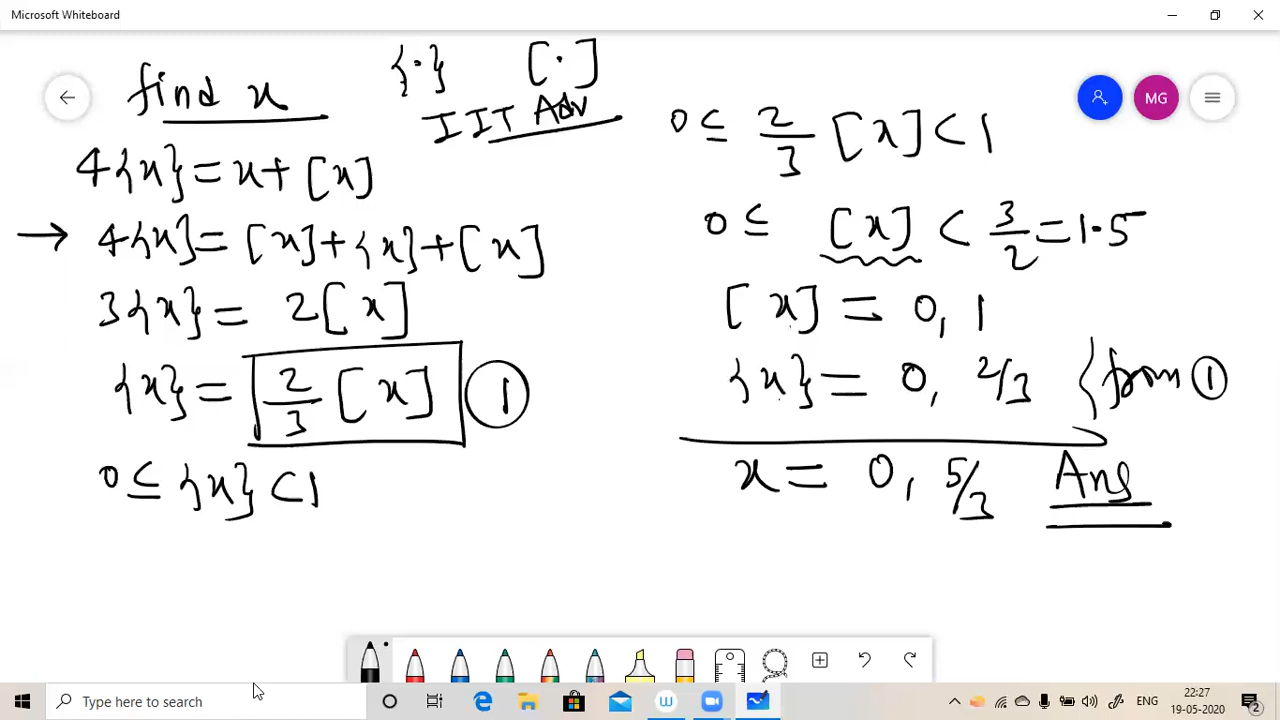 Microsoft Whiteboard
find x
{·} [·]
IIT Adv
MG
4{x}=x+[x]
→ 4{x}=[x]+{x}+[x]
3{x}= 2[x]
{x}= 2/3 [x] ①
0≤{x}<1
0≤ 2/3 [x]<1
0≤ [x]< 3/2=1.5
[x]= 0, 1
{x}= 0, 2/3 {from ①
x= 0, 5/3 Ans
Type here to search
ENG
22:27
19-05-2020
2